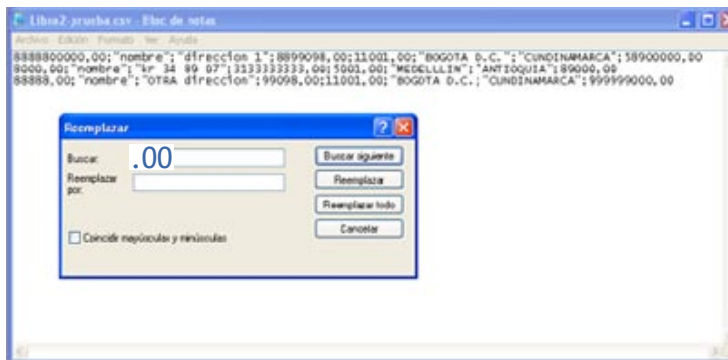 Libro2-prueba.csv - Bloc de notas
Archivo Edición Formato Ver Ayuda
8888800000,00;"nombre";"direccion 1";8899098,00;11001,00;"BOGOTA D.C.";"CUNDINAMARCA";58900000,00
8000,00;"nombre";"kr 34 89 07";3133333333,00;5001,00;"MEDELLLIN";"ANTIOQUIA";89000,00
88888,00;"nombre";"OTRA direccion";99098,00;11001,00;"BOGOTA D.C.;"CUNDINAMARCA";999999000,00
Reemplazar
Buscar: .00
Buscar siguiente
Reemplazar por:
Reemplazar
Reemplazar todo
Cancelar
Coincidir mayúsculas y minúsculas